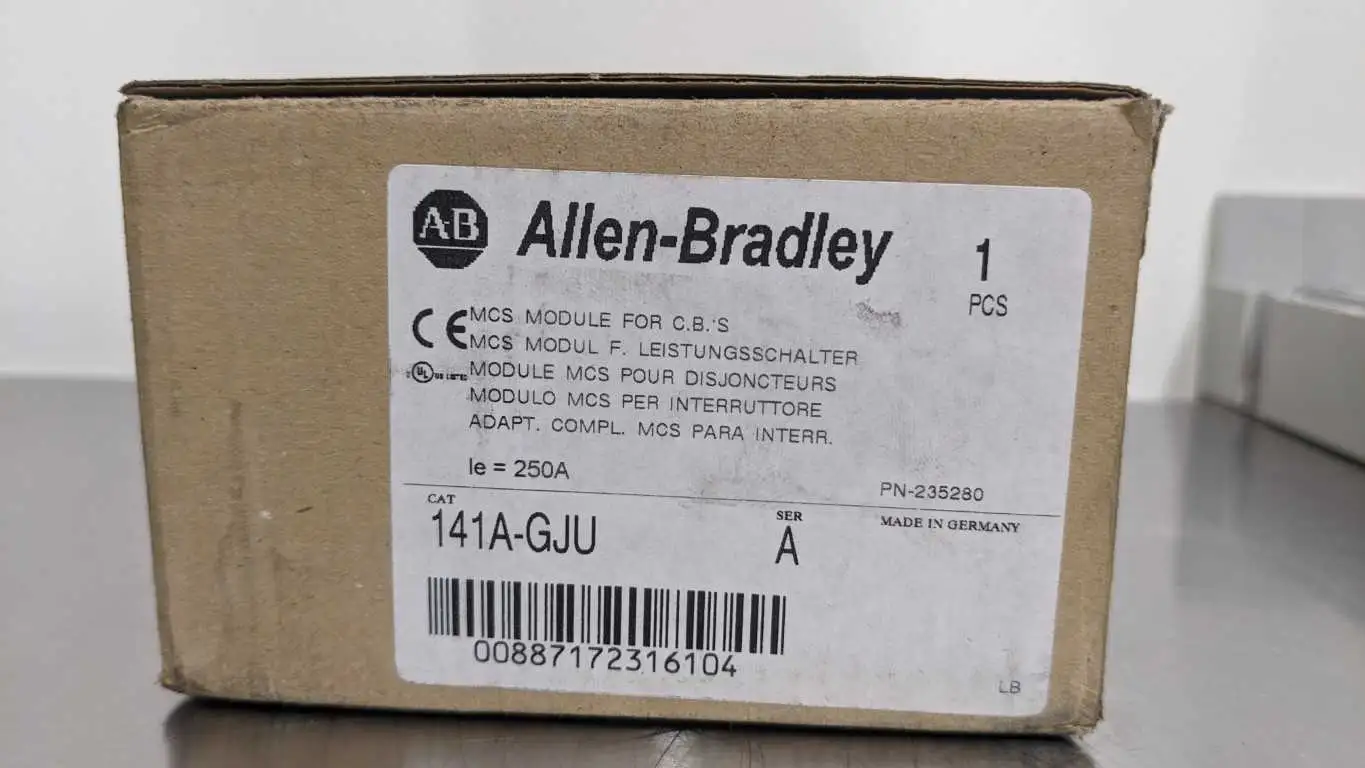 AB Allen-Bradley
1
PCS
CE
MCS MODULE FOR C.B.'S
MCS MODUL F. LEISTUNGSSCHALTER
UL
MODULE MCS POUR DISJONCTEURS
MODULO MCS PER INTERRUTTORE
ADAPT. COMPL. MCS PARA INTERR.
Ie = 250A
PN-235280
CAT
141A-GJU
SER
A
MADE IN GERMANY
00887172316104
LB